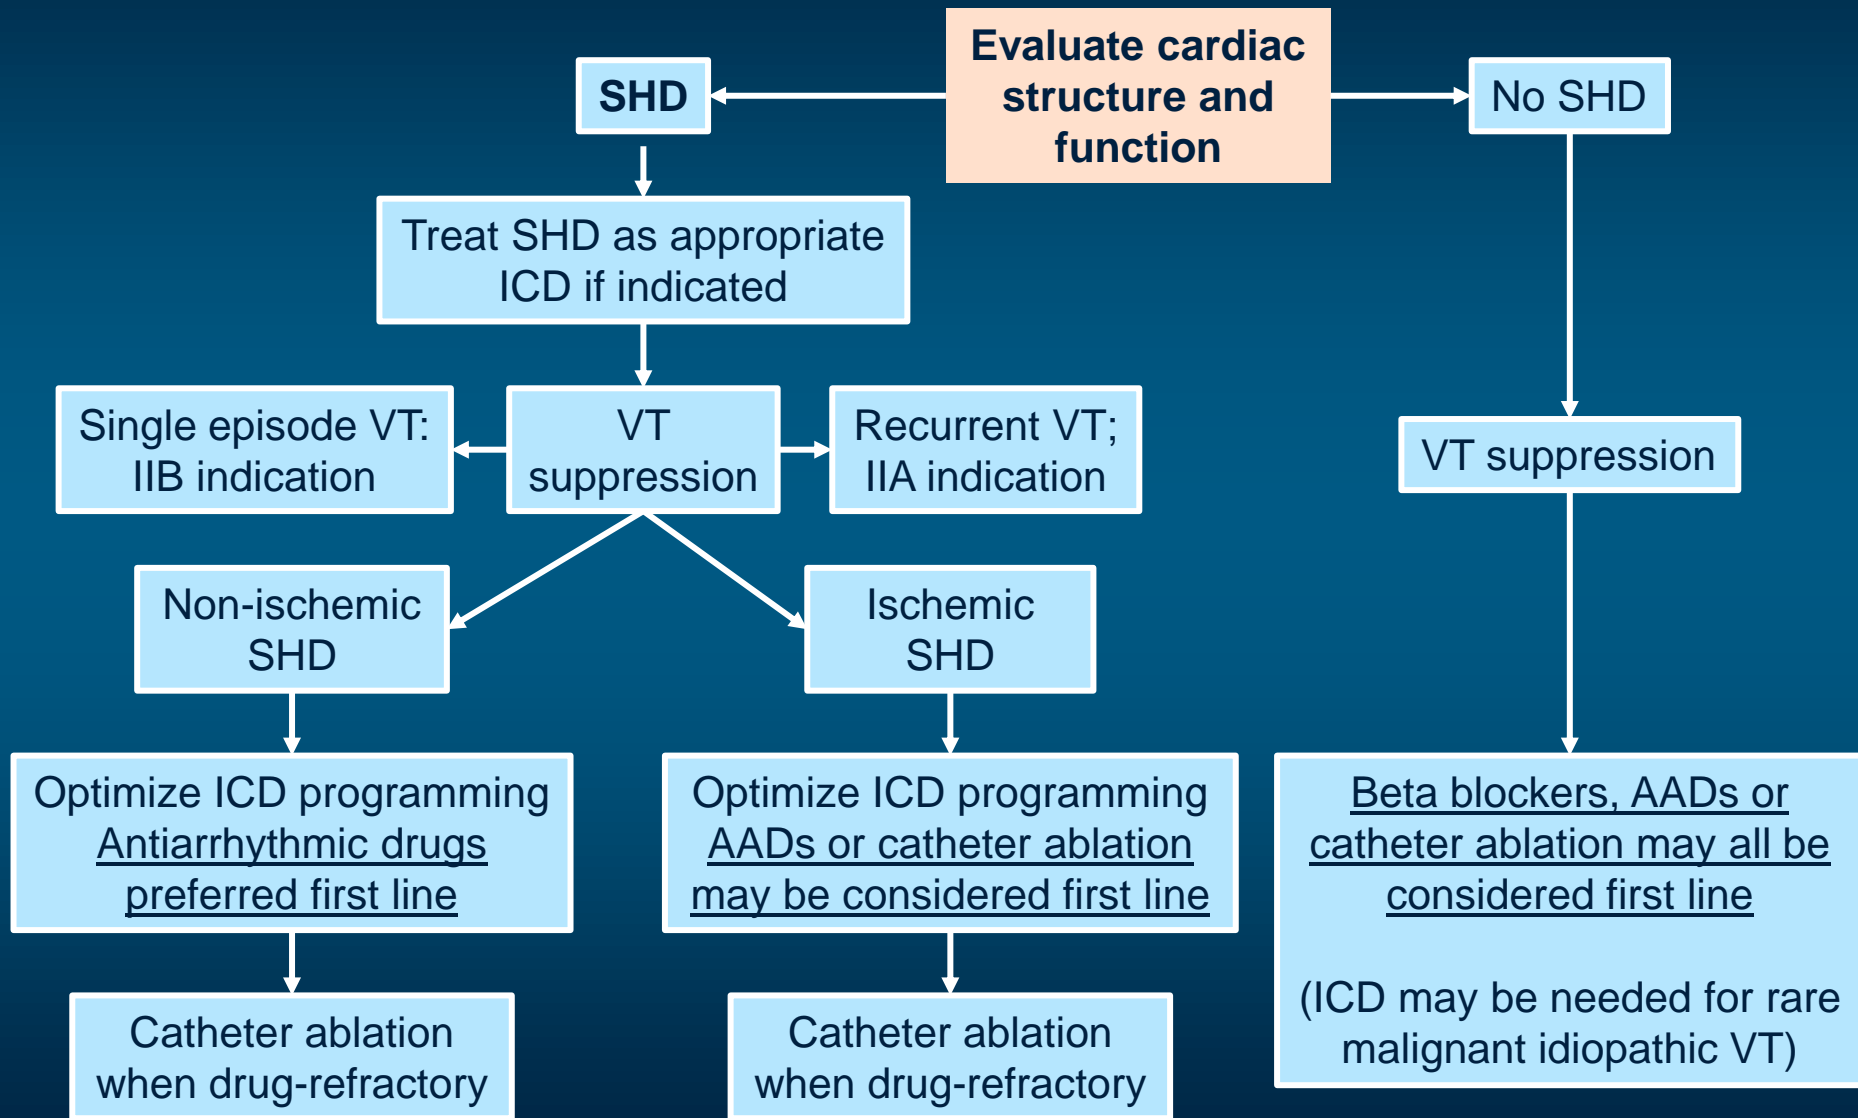 Evaluate cardiac
structure and
function
SHD
No SHD
Treat SHD as appropriate
ICD if indicated
Single episode VT:
IIB indication
VT
suppression
Recurrent VT;
IIA indication
VT suppression
Non-ischemic
SHD
Ischemic
SHD
Optimize ICD programming
Antiarrhythmic drugs
preferred first line
Optimize ICD programming
AADs or catheter ablation
may be considered first line
Beta blockers, AADs or
catheter ablation may all be
considered first line
(ICD may be needed for rare
malignant idiopathic VT)
Catheter ablation
when drug-refractory
Catheter ablation
when drug-refractory